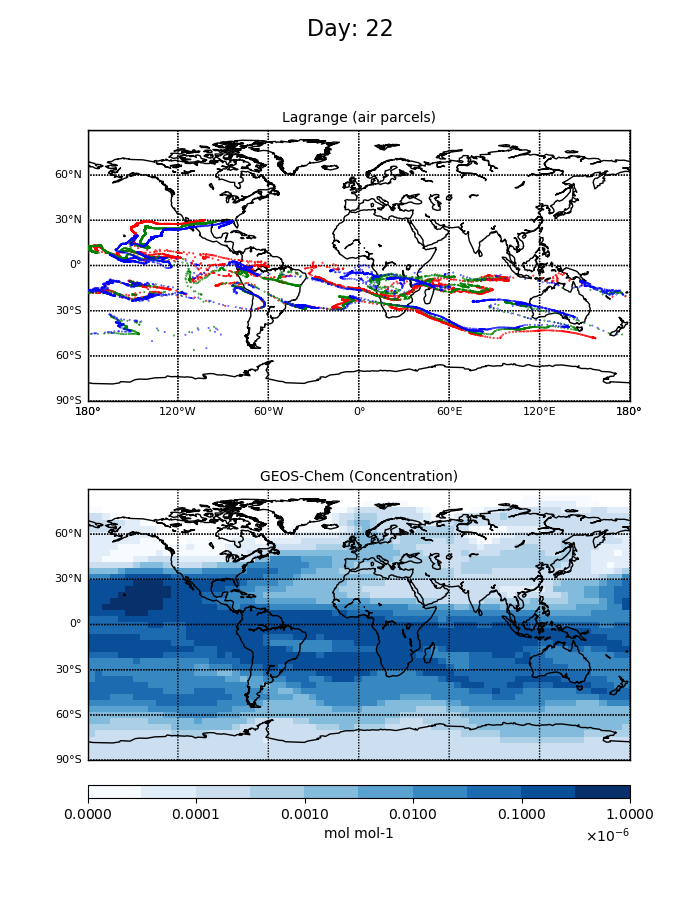 Day: 22
Lagrange (air parcels)
60°N
30°N
0°
30°S
60°S
90°S
180° 120°W 60°W 0° 60°E 120°E 180°
GEOS-Chem (Concentration)
60°N
30°N
0°
30°S
60°S
90°S
0.0000 0.0001 0.0010 0.0100 0.1000 1.0000
mol mol-1 ×10⁻⁶